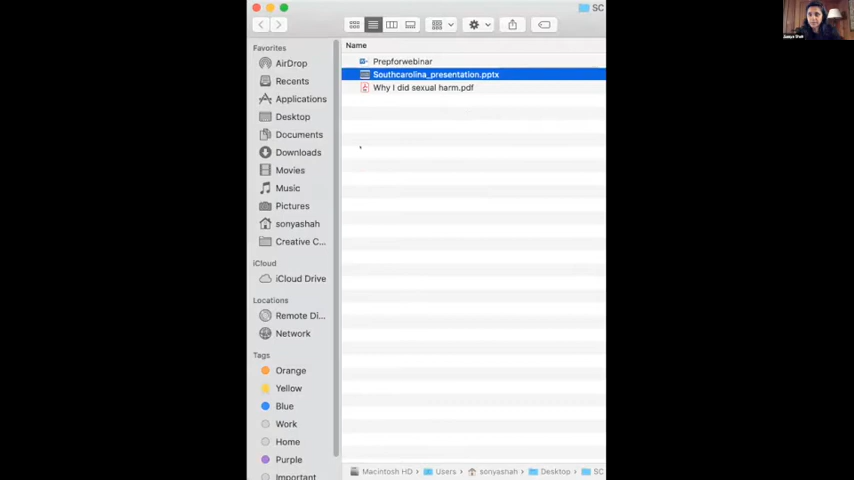 SC
Name
Favorites
AirDrop
Recents
Applications
Desktop
Documents
Downloads
Movies
Music
Pictures
sonyashah
Creative C...
iCloud
iCloud Drive
Locations
Remote Di...
Network
Tags
Orange
Yellow
Blue
Work
Home
Purple
Important
Prepforwebinar
Southcarolina_presentation.pptx
Why I did sexual harm.pdf
Macintosh HD › Users › sonyashah › Desktop › SC